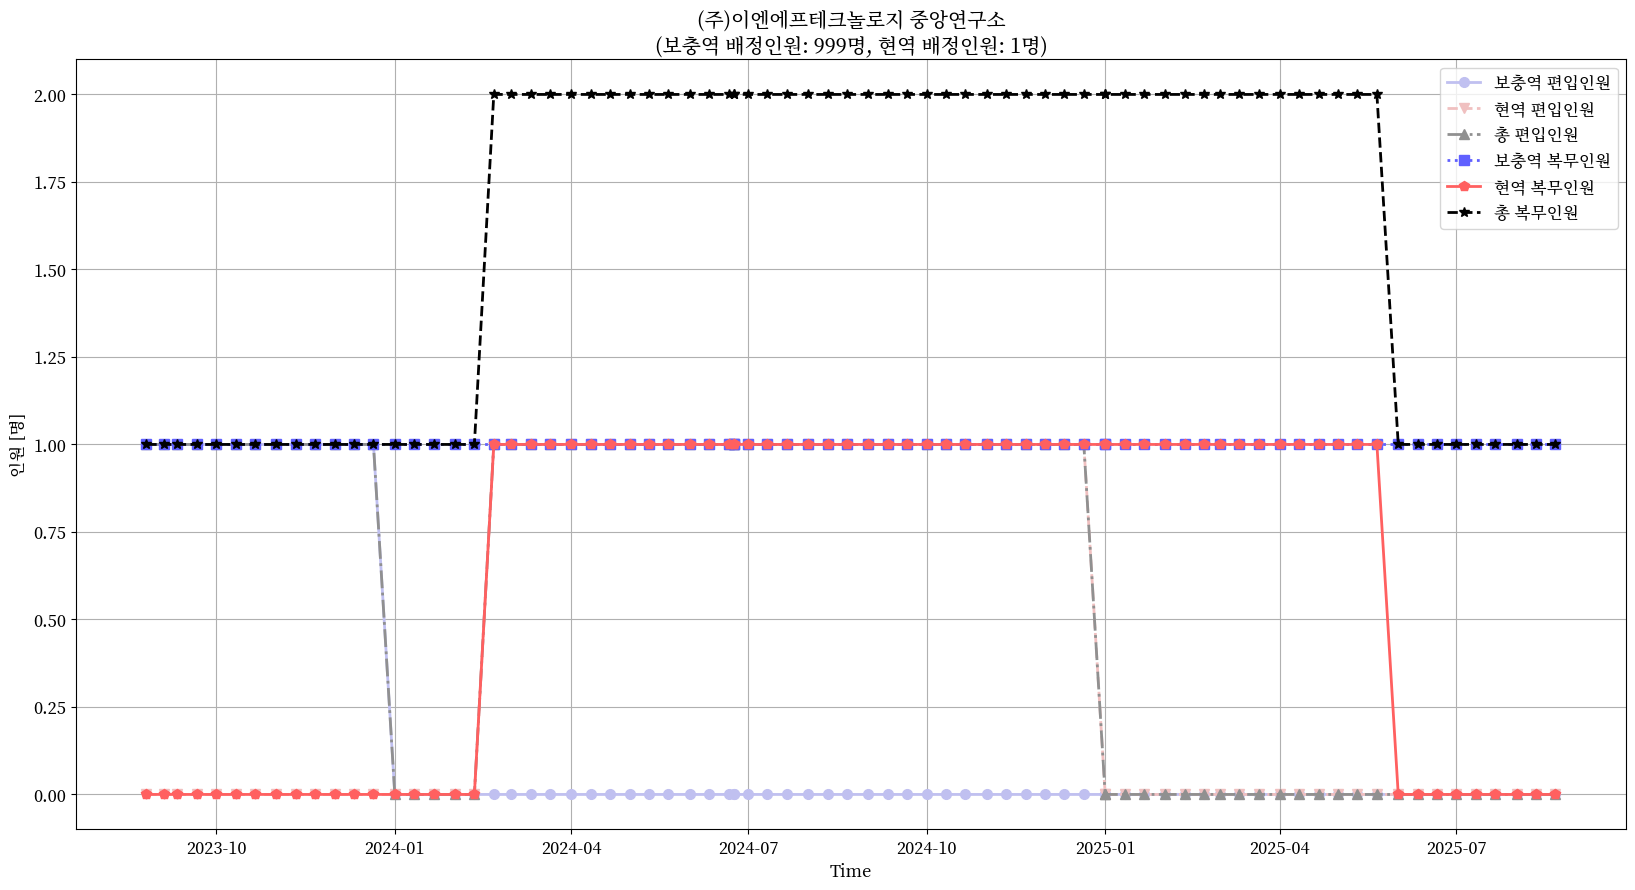 (주)이엔에프테크놀로지 중앙연구소
(보충역 배정인원: 999명, 현역 배정인원: 1명)
보충역 편입인원
현역 편입인원
총 편입인원
보충역 복무인원
현역 복무인원
총 복무인원
인원 [명]
2.00
1.75
1.50
1.25
1.00
0.75
0.50
0.25
0.00
2023-10
2024-01
2024-04
2024-07
2024-10
2025-01
2025-04
2025-07
Time